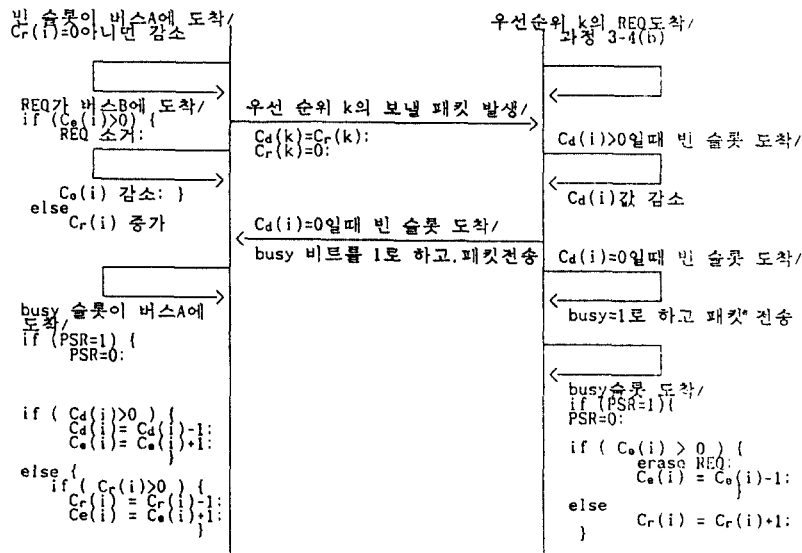 빈 슬롯이 버스A에 도착/
Cr(i)=0아니면 감소
REQ가 버스B에 도착/
if (Ce(i)>0) {
REQ 소거:
Ce(i) 감소: }
else
Cr(i) 증가
busy 슬롯이 버스A에
도착/
if (PSR=1) {
PSR=0:
if ( Cd(i)>0 ) {
Cd(i)= Cd(i)-1:
Ce(i)= Ce(i)+1:
}
else {
if ( Cr(i)>0 ) {
Cr(i) = Cr(i)-1:
Ce(i) = Ce(i)+1:
}
우선 순위 k의 보낼 패킷 발생/
Cd(k)=Cr(k):
Cr(k)=0:
Cd(i)=0일때 빈 슬롯 도착/
busy 비트를 1로 하고,패킷전송
우선순위 k의 REQ도착/
과정 3-4(b)
Cd(i)>0일때 빈 슬롯 도착/
Cd(i)값 감소
Cd(i)=0일때 빈 슬롯 도착/
busy=1로 하고 패킷 전송
busy슬롯 도착/
if (PSR=1){
PSR=0:
if ( Ce(i) > 0 ) {
erase REQ:
Ce(i) = Ce(i)-1:
}
else
Cr(i) = Cr(i)+1:
}